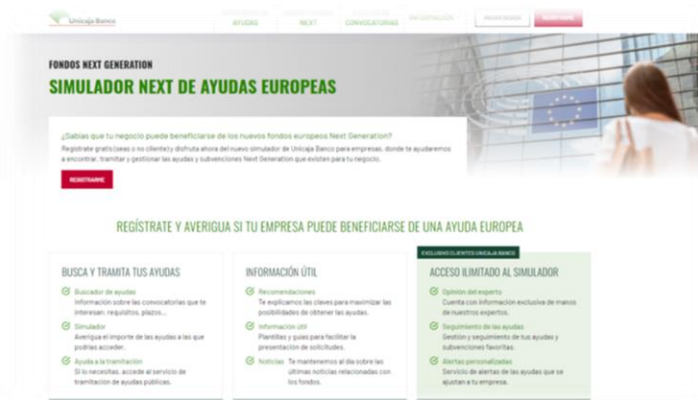 Unicaja Banco
AYUDAS
NEXT
CONVOCATORIAS
INFORMACIÓN
INICIAR SESIÓN
REGISTRARME
FONDOS NEXT GENERATION
SIMULADOR NEXT DE AYUDAS EUROPEAS
¿Sabías que tu negocio puede beneficiarse de los nuevos fondos europeos Next Generation?
Regístrate gratis (seas o no cliente) y disfruta ahora del nuevo simulador de Unicaja Banco para empresas, donde te ayudaremos
a encontrar, tramitar y gestionar las ayudas y subvenciones Next Generation que existen para tu negocio.
REGISTRARME
REGÍSTRATE Y AVERIGUA SI TU EMPRESA PUEDE BENEFICIARSE DE UNA AYUDA EUROPEA
BUSCA Y TRAMITA TUS AYUDAS
Buscador de ayudas
Información sobre las convocatorias que te
interesan: requisitos, plazos...
Simulador
Averigua el importe de las ayudas a las que
podrías acceder.
Ayuda a la tramitación
Si lo necesitas, accede al servicio de
tramitación de ayudas públicas.
INFORMACIÓN ÚTIL
Recomendaciones
Te explicamos las claves para maximizar las
posibilidades de obtener las ayudas.
Información útil
Plantillas y guías para facilitar la
presentación de solicitudes.
Noticias Te mantenemos al día sobre las
últimas noticias relacionadas con
los fondos.
EXCLUSIVO CLIENTES UNICAJA BANCO
ACCESO ILIMITADO AL SIMULADOR
Opinión del experto
Cuenta con información exclusiva de manos
de nuestros expertos.
Seguimiento de las ayudas
Gestión y seguimiento de tus ayudas y
subvenciones favoritas.
Alertas personalizadas
Servicio de alertas de las ayudas que se
ajustan a tu empresa.